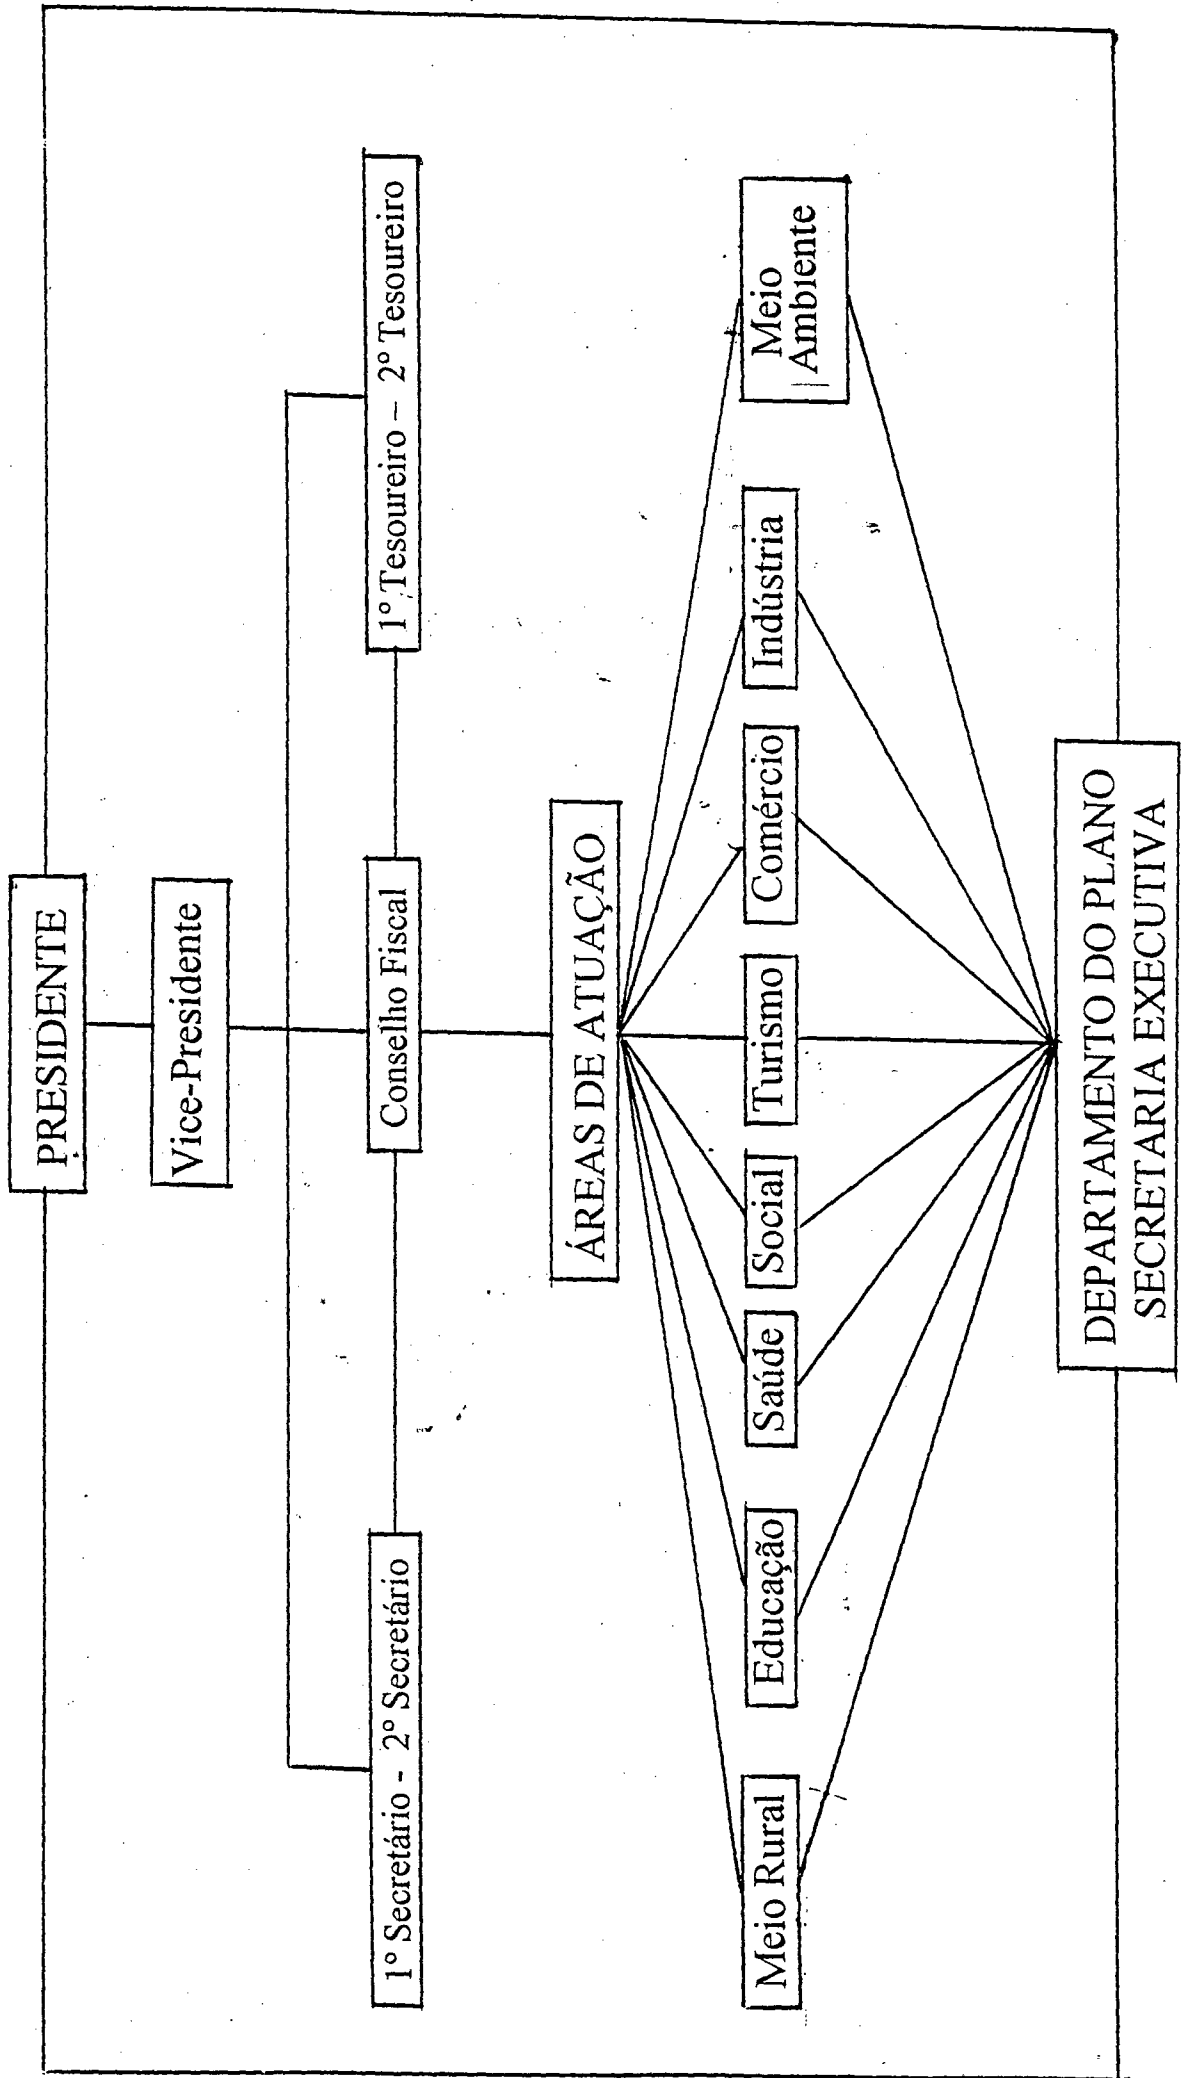 PRESIDENTE
Vice-Presidente
1º Secretário - 2º Secretário
Conselho Fiscal
1º Tesoureiro – 2º Tesoureiro
ÁREAS DE ATUAÇÃO
Meio Rural
Educação
Saúde
Social
Turismo
Comércio
Indústria
Meio
Ambiente
DEPARTAMENTO DO PLANO
SECRETARIA EXECUTIVA